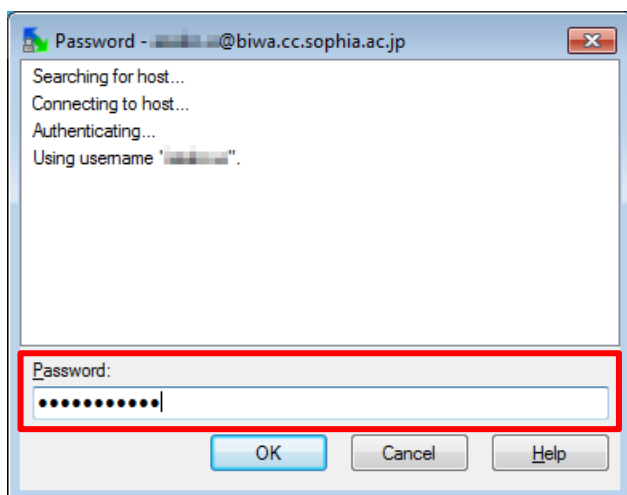 Password - @biwa.cc.sophia.ac.jp
Searching for host...
Connecting to host...
Authenticating...
Using username "".
Password:
●●●●●●●●●●●
OK Cancel Help